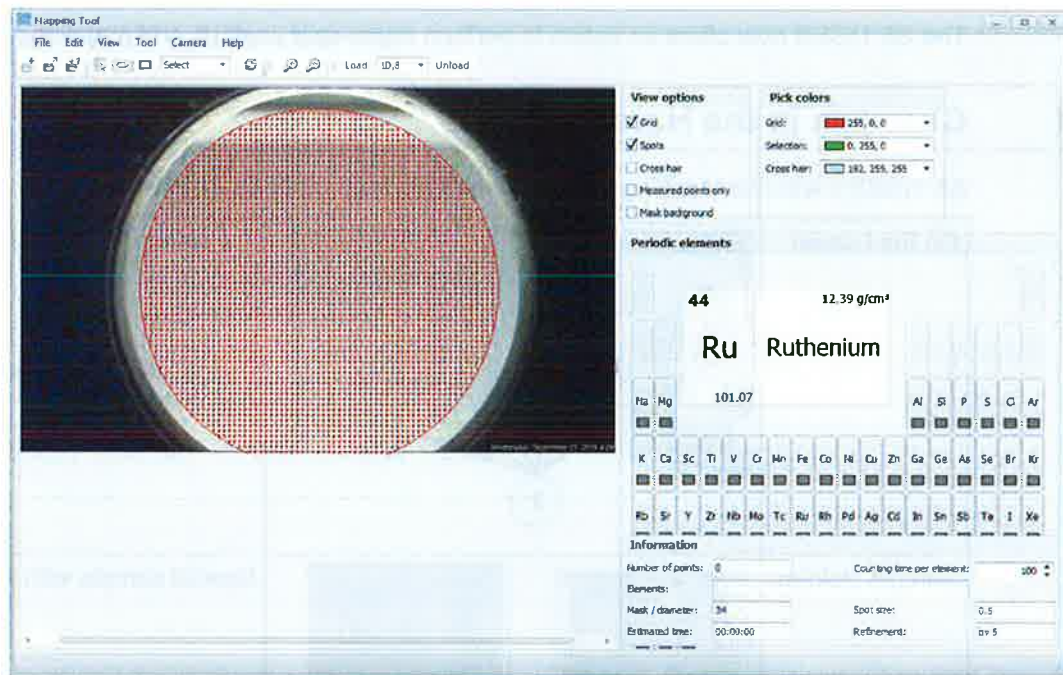 Mapping Tool
File Edit View Tool Camera Help
Select Load 10,8 Unload
View options
Grid
Spots
Cross hair
Measured points only
Mask background
Pick colors
Grid: 255, 0, 0
Selection: 0, 255, 0
Cross hair: 192, 255, 255
Periodic elements
44 12.39 g/cm³
Ru Ruthenium
101.07
Na Mg Al Si P S Cl Ar
K Ca Sc Ti V Cr Mn Fe Co Ni Cu Zn Ga Ge As Se Br Kr
Rb Sr Y Zr Nb Mo Tc Ru Rh Pd Ag Cd In Sn Sb Te I Xe
Information
Number of points: 0 Counting time per element: 100
Elements:
Mask / diameter: 34 Spot size: 0.5
Estimated time: 00:00:00 Refinement: by 5